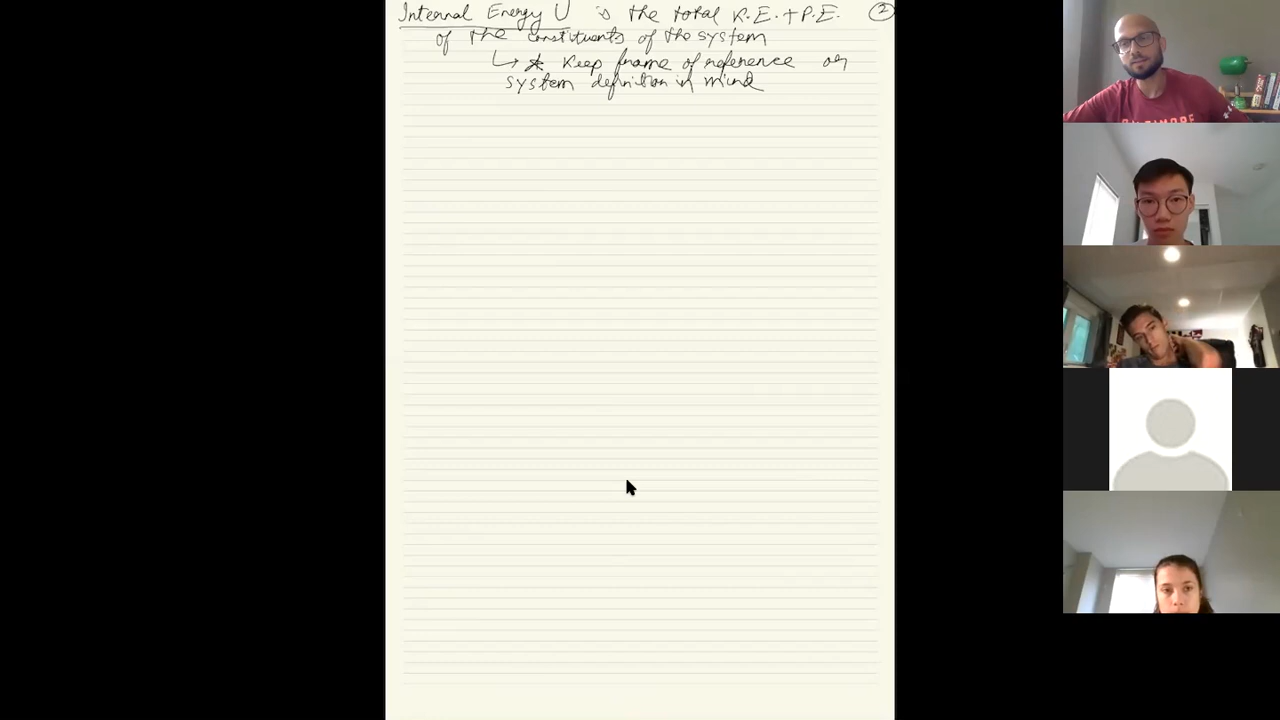 Internal Energy U is the total K.E. + P.E. ②
of the constituents of the system
↳ * Keep frame of reference or
system definition in mind